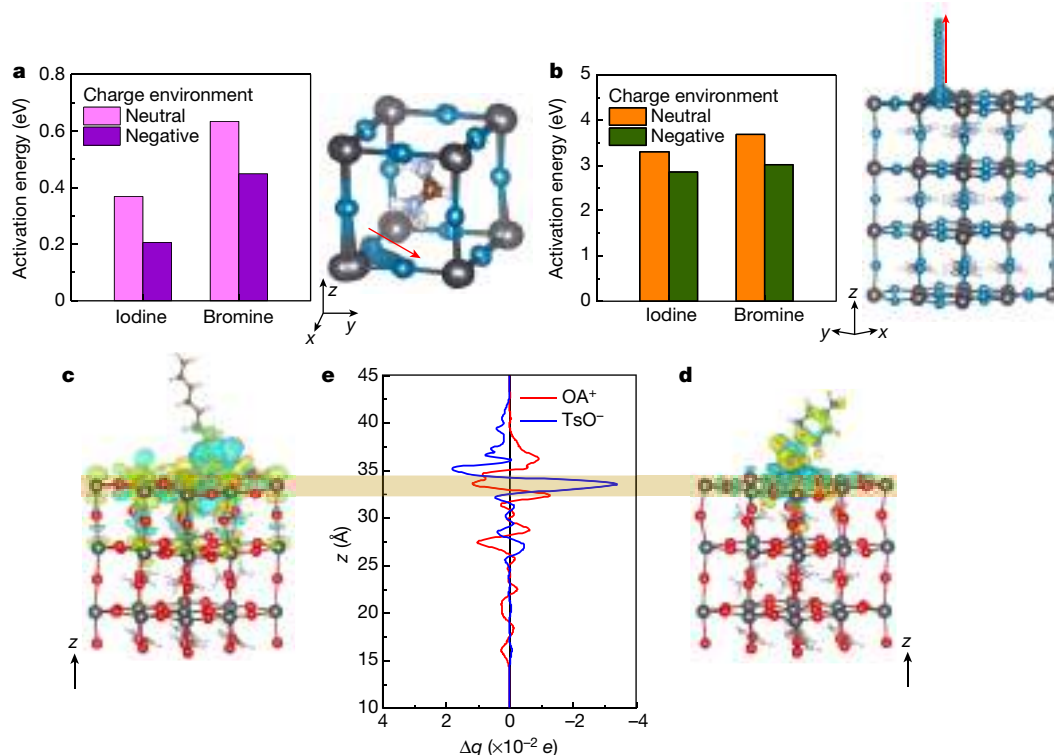 a
0.8
0.6
0.4
0.2
0
Activation energy (eV)
Charge environment
Neutral
Negative
Iodine
Bromine
z
y
x
b
5
4
3
2
1
0
Activation energy (eV)
Charge environment
Neutral
Negative
Iodine
Bromine
z
y
x
c
z
e
45
40
35
30
25
20
15
10
z (Å)
OA⁺
TsO⁻
4
2
0
−2
−4
Δq (×10⁻² e)
d
z